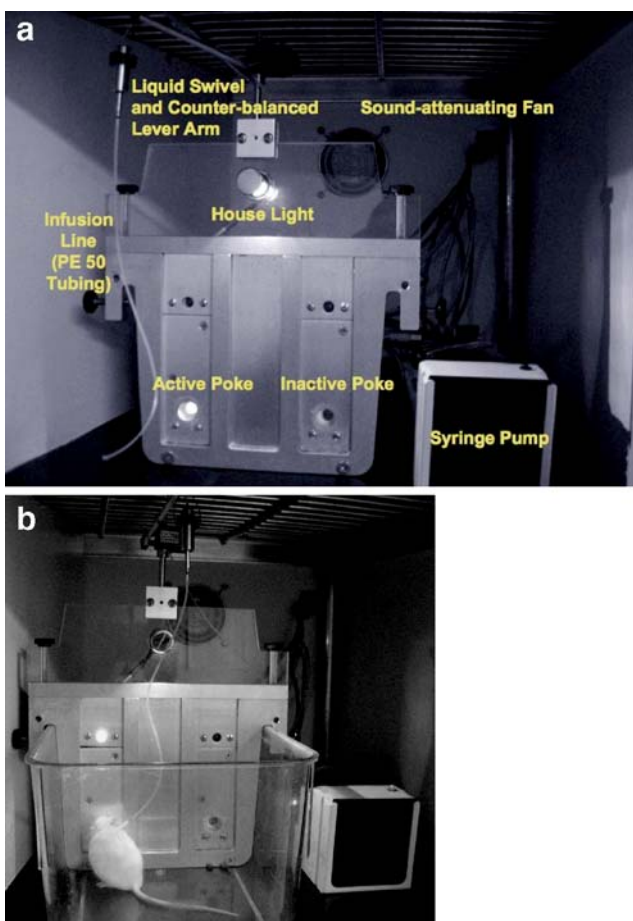 a
Liquid Swivel
and Counter-balanced
Lever Arm
Sound-attenuating Fan
House Light
Infusion
Line
(PE 50
Tubing)
Active Poke
Inactive Poke
Syringe Pump
b